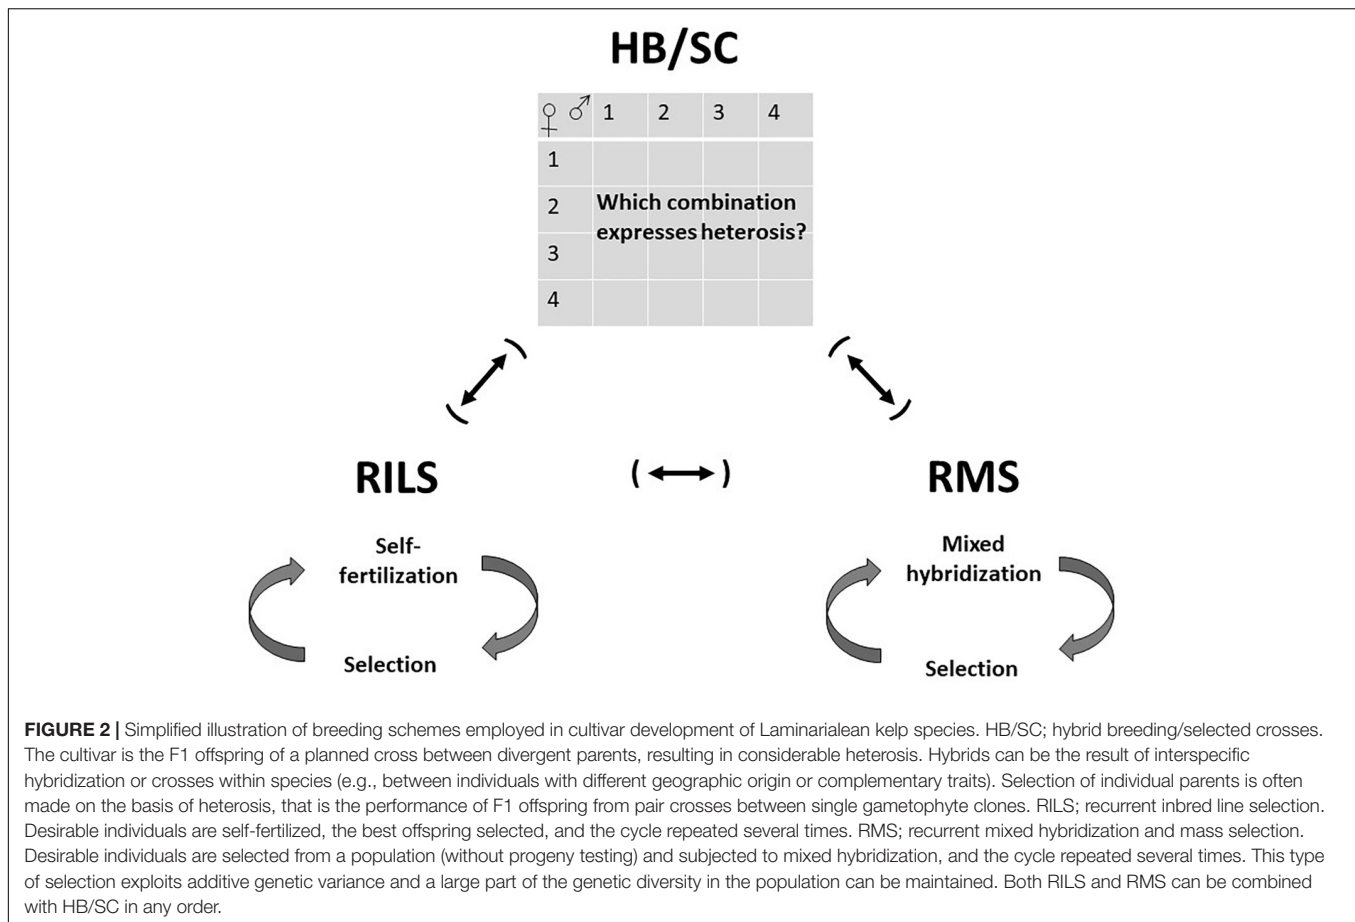 HB/SC
♀ ♂ 1 2 3 4
1
2
3
4
Which combination
expresses heterosis?
( ↔ )
( ↔ )
RILS
( ↔ )
RMS
Self-
fertilization
Selection
Mixed
hybridization
Selection
FIGURE 2 | Simplified illustration of breeding schemes employed in cultivar development of Laminarialean kelp species. HB/SC; hybrid breeding/selected crosses.
The cultivar is the F1 offspring of a planned cross between divergent parents, resulting in considerable heterosis. Hybrids can be the result of interspecific
hybridization or crosses within species (e.g., between individuals with different geographic origin or complementary traits). Selection of individual parents is often
made on the basis of heterosis, that is the performance of F1 offspring from pair crosses between single gametophyte clones. RILS; recurrent inbred line selection.
Desirable individuals are self-fertilized, the best offspring selected, and the cycle repeated several times. RMS; recurrent mixed hybridization and mass selection.
Desirable individuals are selected from a population (without progeny testing) and subjected to mixed hybridization, and the cycle repeated several times. This type
of selection exploits additive genetic variance and a large part of the genetic diversity in the population can be maintained. Both RILS and RMS can be combined
with HB/SC in any order.